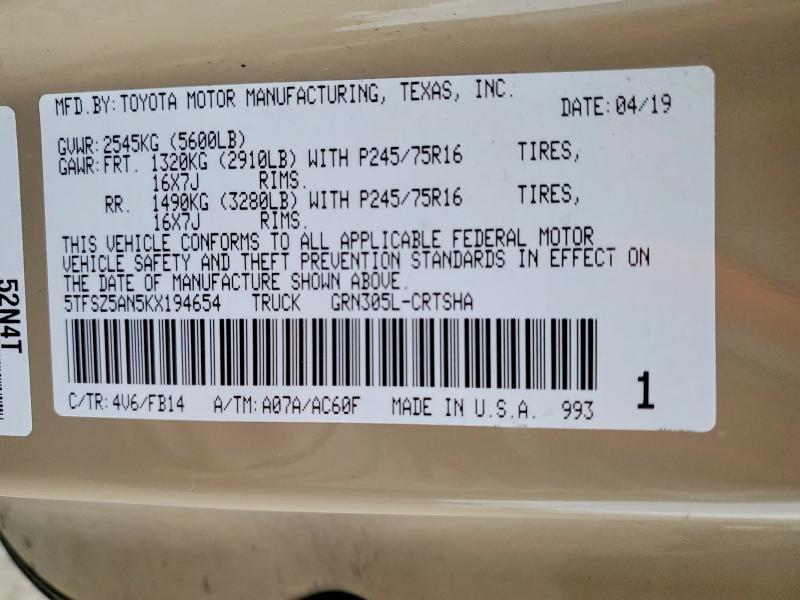 MFD.BY: TOYOTA MOTOR MANUFACTURING, TEXAS, INC. DATE: 04/19
GVWR: 2545KG (5600LB)
GAWR: FRT. 1320KG (2910LB) WITH P245/75R16 TIRES,
16X7J RIMS.
RR. 1490KG (3280LB) WITH P245/75R16 TIRES,
16X7J RIMS.
THIS VEHICLE CONFORMS TO ALL APPLICABLE FEDERAL MOTOR
VEHICLE SAFETY AND THEFT PREVENTION STANDARDS IN EFFECT ON
THE DATE OF MANUFACTURE SHOWN ABOVE.
5TFSZ5AN5KX194654 TRUCK GRN305L-CRTSHA
C/TR: 4V6/FB14 A/TM: A07A/AC60F MADE IN U.S.A. 993 1
52N4T